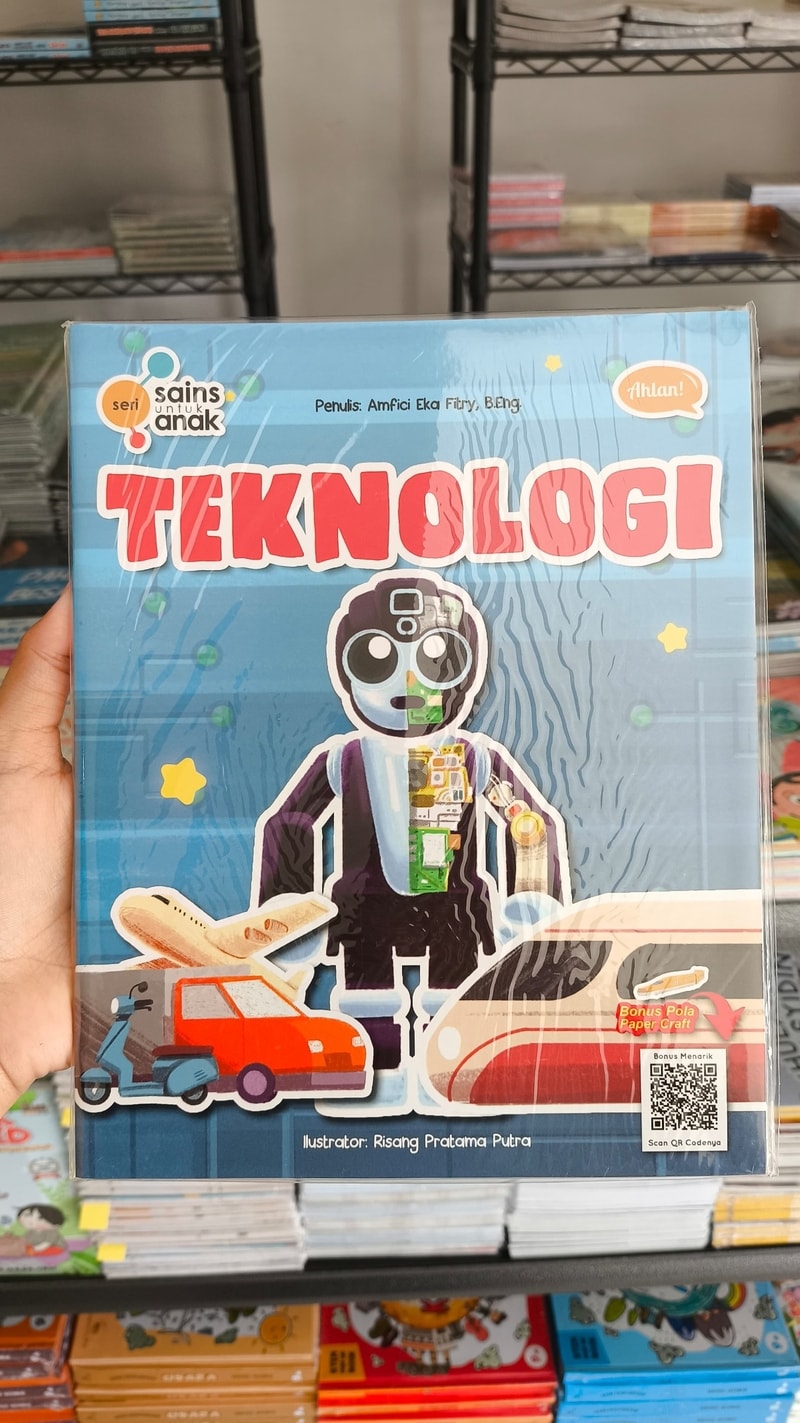 seri
sains
untuk
anak
Penulis: Amfici Eka Fitry, B.Eng.
Ahlan!
TEKNOLOGI
Bonus Pola
Paper Craft
Bonus Menarik
Scan QR Codenya
Ilustrator: Risang Pratama Putra